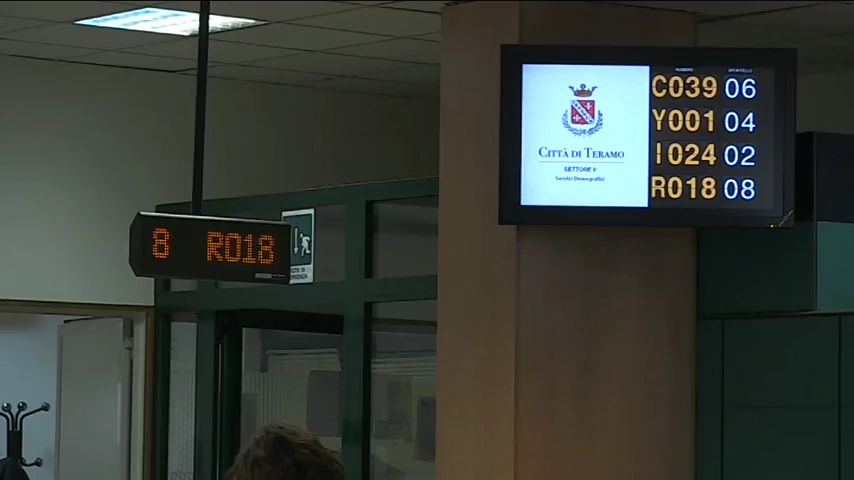 8 R018
CITTÀ DI TERAMO
SETTORE II
Servizi Demografici
NUMERO SPORTELLO
C039 06
Y001 04
I024 02
R018 08